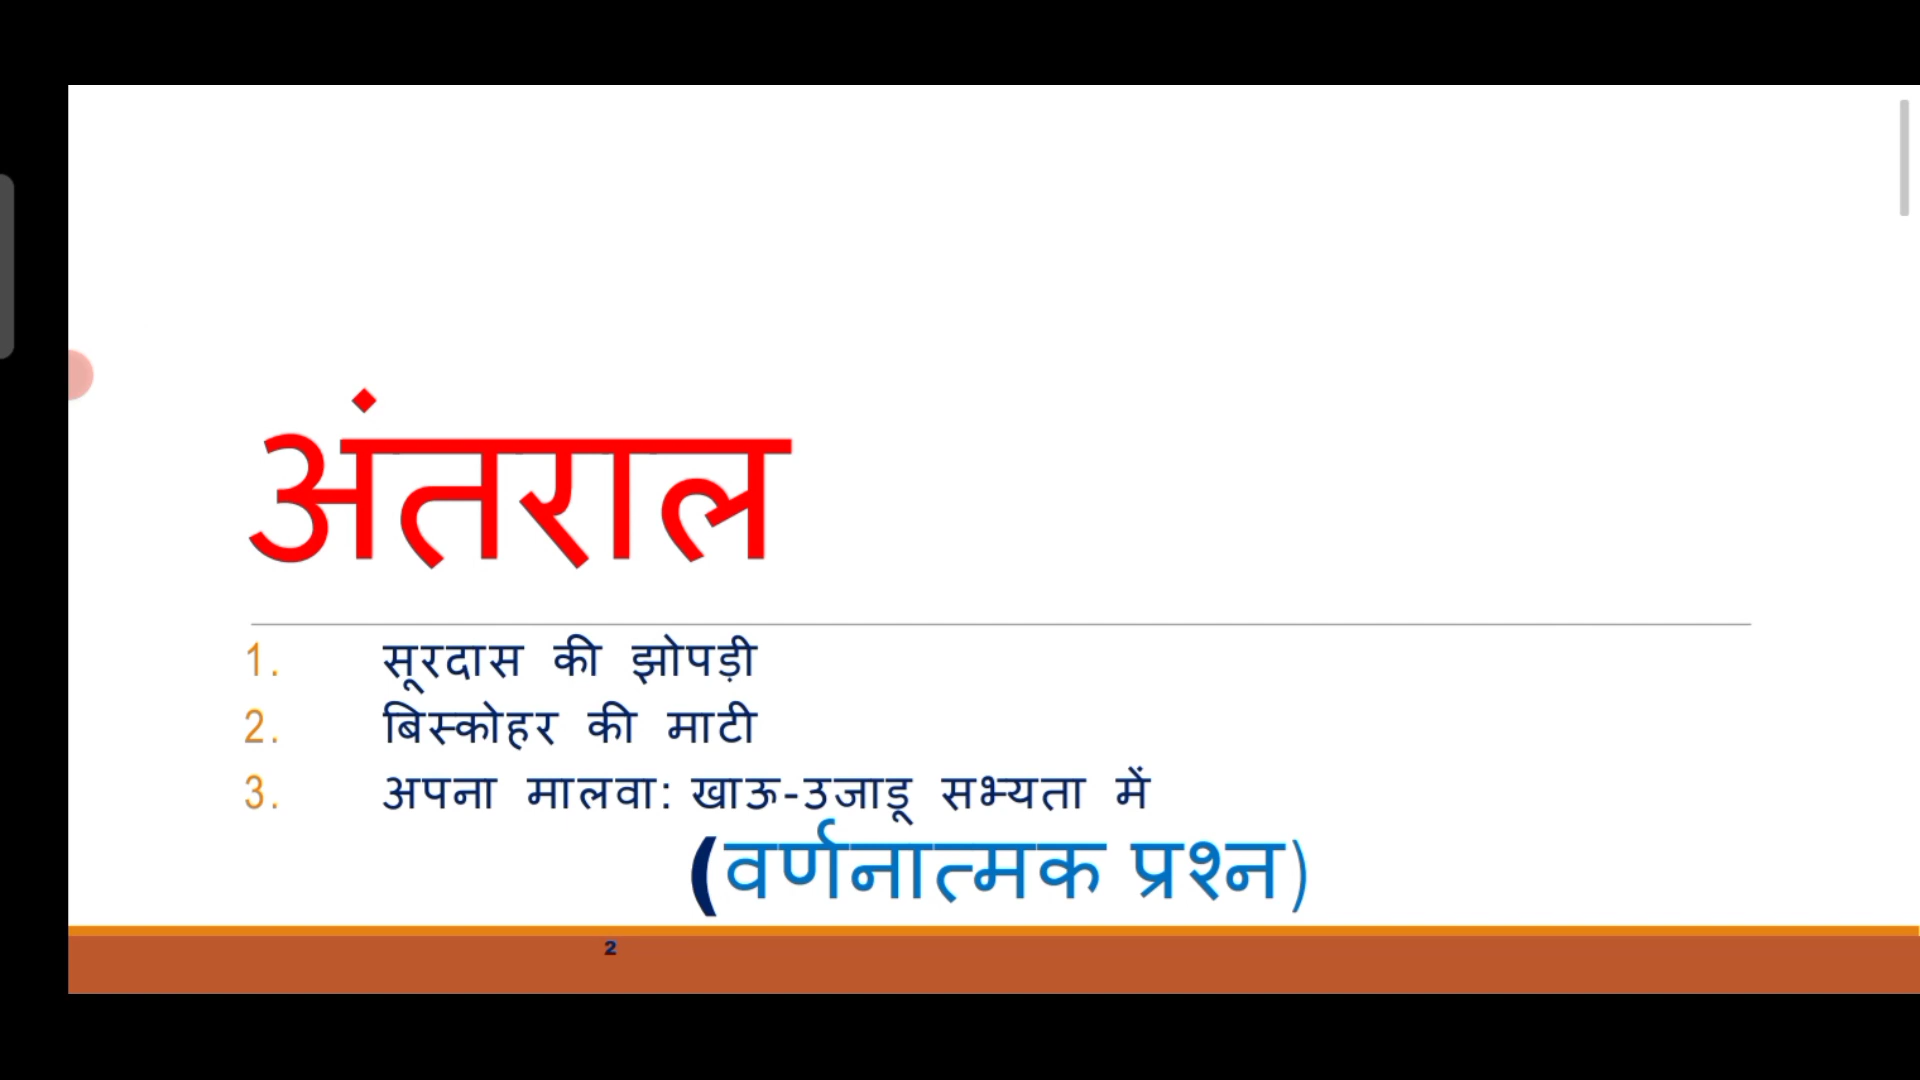 अंतराल
1. सूरदास की झोपड़ी
2. बिस्कोहर की माटी
3. अपना मालवा: खाऊ-उजाडू सभ्यता में
(वर्णनात्मक प्रश्न)
2